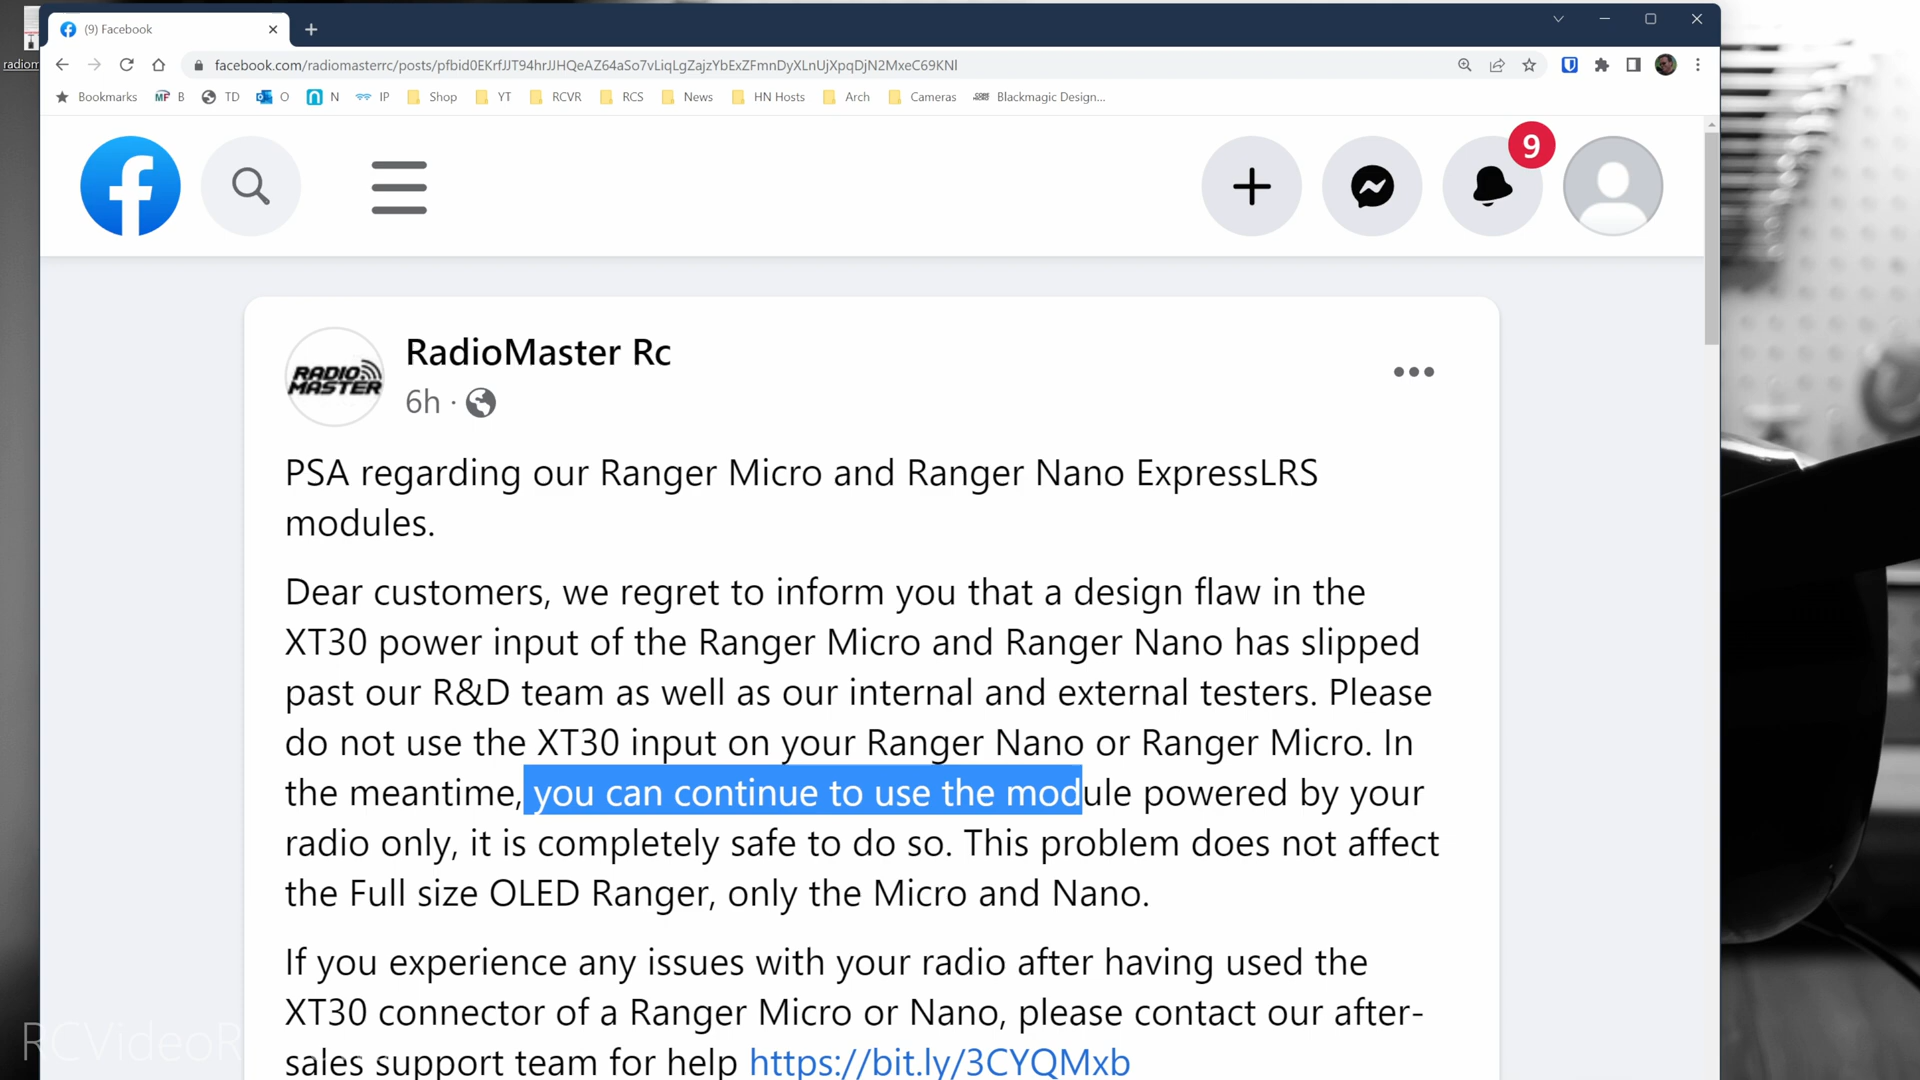 radiom
(9) Facebook
facebook.com/radiomasterrc/posts/pfbid0EKrfJJT94hrJJHQeAZ64aSo7vLiqLgZajzYbExZFmnDyXLnUjXpqDjN2MxeC69KNl
Bookmarks MF B TD O N IP Shop YT RCVR RCS News HN Hosts Arch Cameras Blackmagic Design...
9
RADIO MASTER
RadioMaster Rc
6h ·
PSA regarding our Ranger Micro and Ranger Nano ExpressLRS
modules.
Dear customers, we regret to inform you that a design flaw in the
XT30 power input of the Ranger Micro and Ranger Nano has slipped
past our R&D team as well as our internal and external testers. Please
do not use the XT30 input on your Ranger Nano or Ranger Micro. In
the meantime, you can continue to use the module powered by your
radio only, it is completely safe to do so. This problem does not affect
the Full size OLED Ranger, only the Micro and Nano.
If you experience any issues with your radio after having used the
XT30 connector of a Ranger Micro or Nano, please contact our after-
sales support team for help https://bit.ly/3CYQMxb
RCVideoR